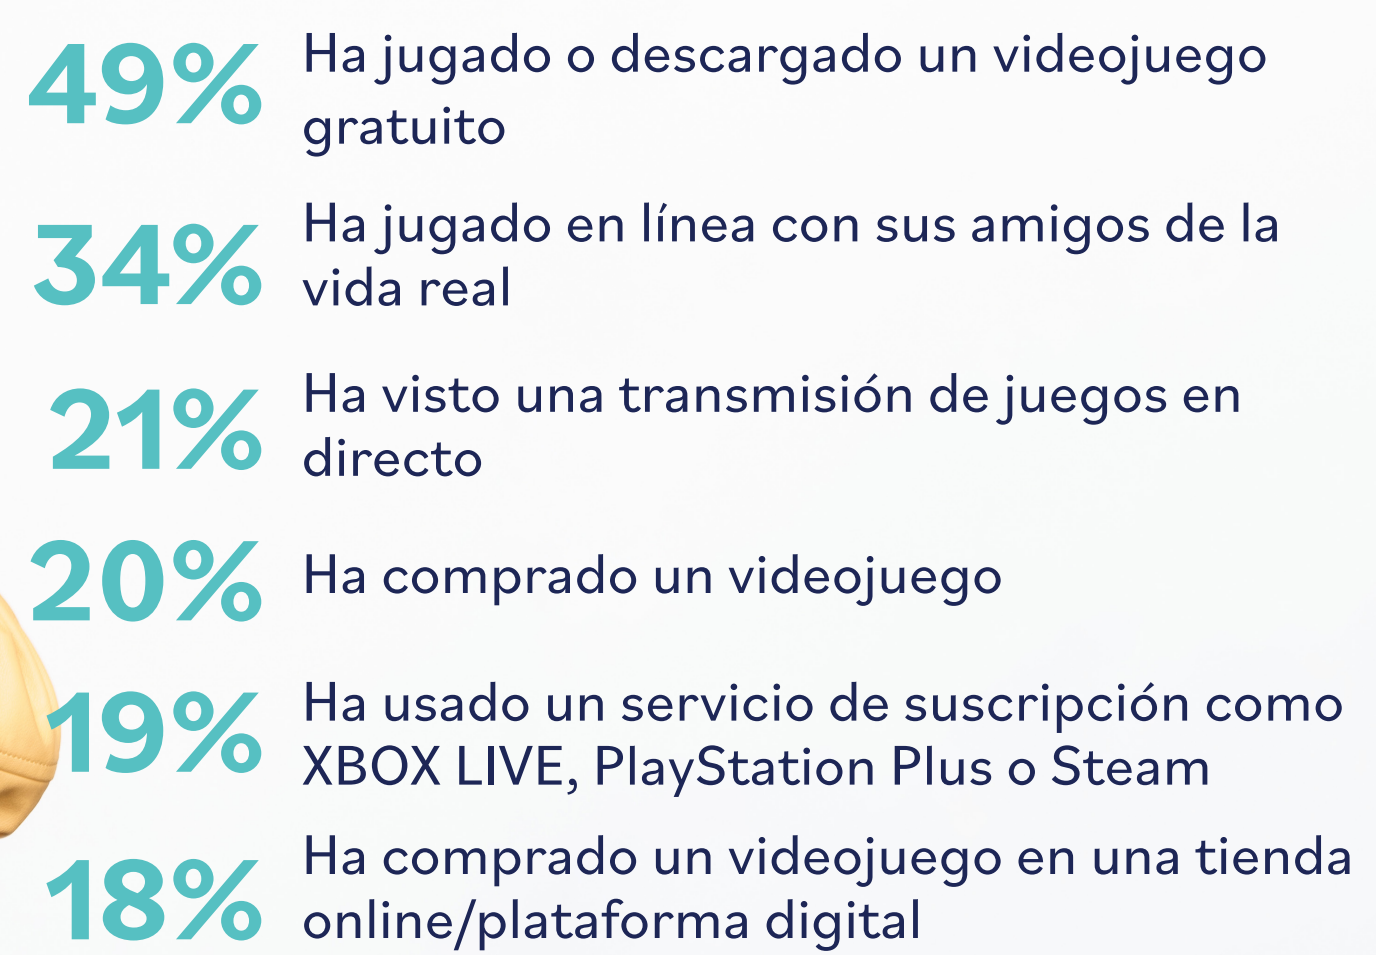 49% Ha jugado o descargado un videojuego
gratuito
34% Ha jugado en línea con sus amigos de la
vida real
21% Ha visto una transmisión de juegos en
directo
20% Ha comprado un videojuego
19% Ha usado un servicio de suscripción como
XBOX LIVE, PlayStation Plus o Steam
18% Ha comprado un videojuego en una tienda
online/plataforma digital